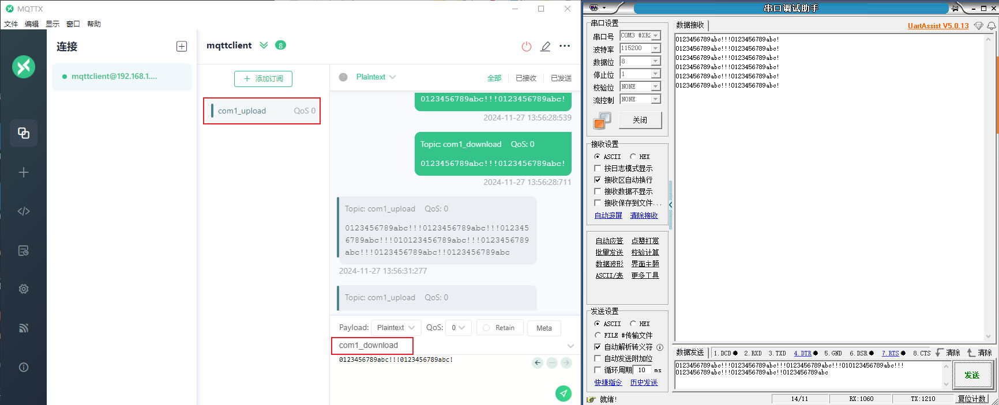 MQTTX
文件 编辑 显示 窗口 帮助
连接
mqttclient@192.168.1....
mqttclient 8
添加订阅
com1_upload QoS 0
Plaintext
全部 已接收 已发送
0123456789abc!!!0123456789abc!
2024-11-27 13:56:28:539
Topic: com1_download QoS: 0
0123456789abc!!!0123456789abc!
2024-11-27 13:56:28:711
Topic: com1_upload QoS: 0
0123456789abc!!!0123456789abc!!!012345
6789abc!!!010123456789abc!!!0123456789
abc!!!0123456789abc!!0123456789abc
2024-11-27 13:56:31:277
Topic: com1_upload QoS: 0
Payload: Plaintext QoS: 0 Retain Meta
com1_download
0123456789abc!!!0123456789abc!
串口调试助手
串口设置
串口号 COM3 #XR2
波特率 115200
数据位 8
停止位 1
校验位 NONE
流控制 NONE
关闭
接收设置
ASCII HEX
按日志模式显示
接收区自动换行
接收数据不显示
接收保存到文件...
自动滚屏 清除接收
自动应答 点赞打赏
批量发送 校验计算
数据波形 界面主题
ASCII/表 更多工具
发送设置
ASCII HEX
FILE #传输文件
自动解析转义符
自动发送附加位
循环周期 10 ms
快捷指令 历史发送
数据接收
UartAssist V5.0.13
0123456789abc!!!0123456789abc!
0123456789abc!!!0123456789abc!
0123456789abc!!!0123456789abc!
0123456789abc!!!0123456789abc!
0123456789abc!!!0123456789abc!
0123456789abc!!!0123456789abc!
数据发送 1.DCD 2.RXD 3.TXD 4.DTR 5.GND 6.DSR 7.RTS 8.CTS 清除 清除
0123456789abc!!!0123456789abc!!!0123456789abc!!!010123456789abc!!!
0123456789abc!!!0123456789abc!!0123456789abc
发送
就绪! 14/11 RX:1060 TX:1210 复位计数